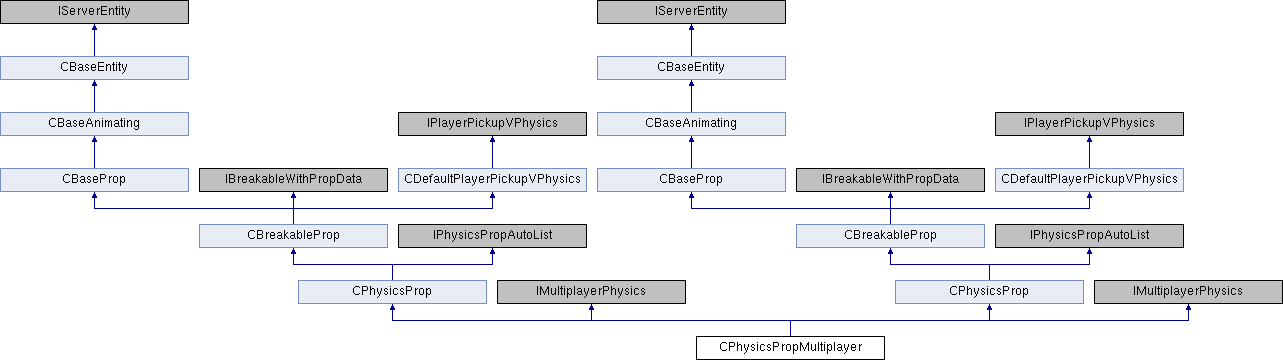 IServerEntity IServerEntity
CBaseEntity CBaseEntity
CBaseAnimating IPlayerPickupVPhysics CBaseAnimating IPlayerPickupVPhysics
CBaseProp IBreakableWithPropData CDefaultPlayerPickupVPhysics CBaseProp IBreakableWithPropData CDefaultPlayerPickupVPhysics
CBreakableProp IPhysicsPropAutoList CBreakableProp IPhysicsPropAutoList
CPhysicsProp IMultiplayerPhysics CPhysicsProp IMultiplayerPhysics
CPhysicsPropMultiplayer